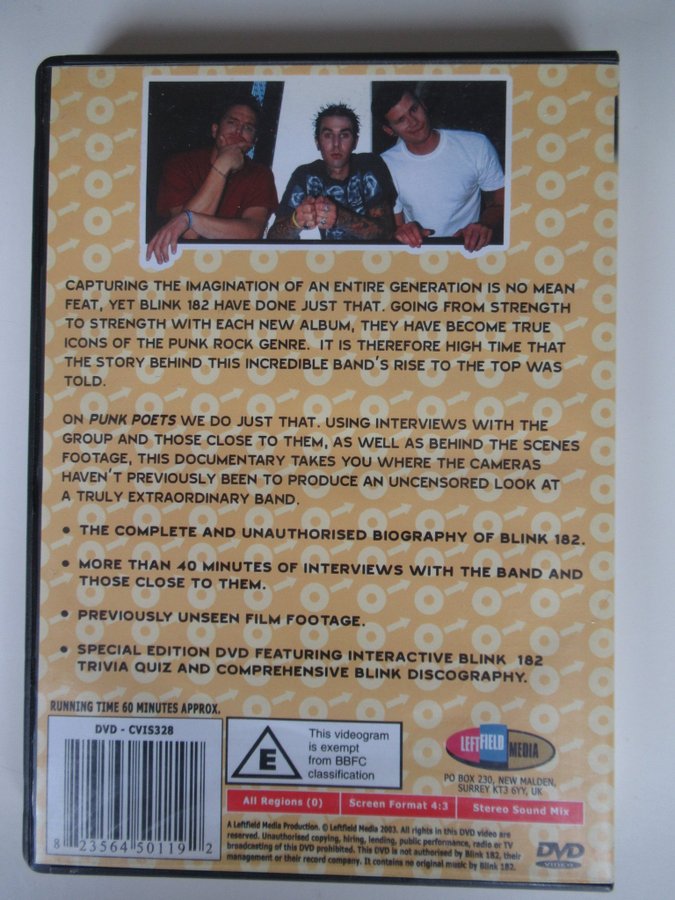 CAPTURING THE IMAGINATION OF AN ENTIRE GENERATION IS NO MEAN
FEAT, YET BLINK 182 HAVE DONE JUST THAT. GOING FROM STRENGTH
TO STRENGTH WITH EACH NEW ALBUM, THEY HAVE BECOME TRUE
ICONS OF THE PUNK ROCK GENRE. IT IS THEREFORE HIGH TIME THAT
THE STORY BEHIND THIS INCREDIBLE BAND'S RISE TO THE TOP WAS
TOLD.
ON PUNK POETS WE DO JUST THAT. USING INTERVIEWS WITH THE
GROUP AND THOSE CLOSE TO THEM, AS WELL AS BEHIND THE SCENES
FOOTAGE, THIS DOCUMENTARY TAKES YOU WHERE THE CAMERAS
HAVEN'T PREVIOUSLY BEEN TO PRODUCE AN UNCENSORED LOOK AT
A TRULY EXTRAORDINARY BAND.
• THE COMPLETE AND UNAUTHORISED BIOGRAPHY OF BLINK 182.
• MORE THAN 40 MINUTES OF INTERVIEWS WITH THE BAND AND
THOSE CLOSE TO THEM.
• PREVIOUSLY UNSEEN FILM FOOTAGE.
• SPECIAL EDITION DVD FEATURING INTERACTIVE BLINK 182
TRIVIA QUIZ AND COMPREHENSIVE BLINK DISCOGRAPHY.
RUNNING TIME 60 MINUTES APPROX.
DVD - CVIS328
8 23564 50119 2
E
This videogram
is exempt
from BBFC
classification
LEFTFIELD MEDIA
PO BOX 230, NEW MALDEN,
SURREY KT3 6YY, UK
All Regions (0) Screen Format 4:3 Stereo Sound Mix
A Leftfield Media Production. © Leftfield Media 2003. All rights in this DVD video are
reserved. Unauthorised copying, hiring, lending, public performance, radio or TV
broadcasting of this DVD prohibited. This DVD is not authorised by Blink 182, their
management or their record company. It contains no original music by Blink 182.
DVD
VIDEO